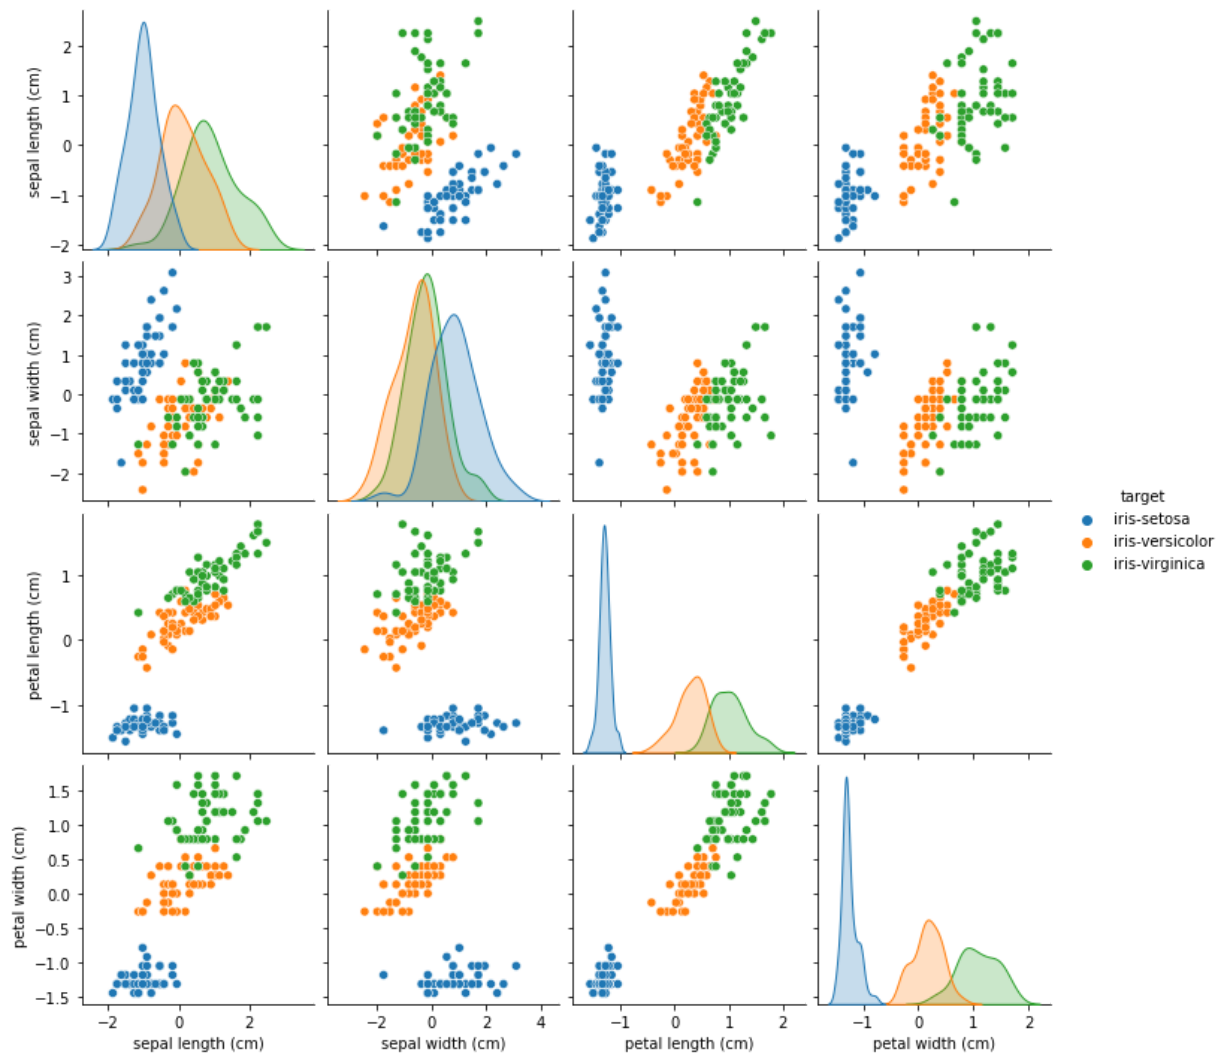 sepal length (cm)
2
1
0
−1
−2
sepal width (cm)
3
2
1
0
−1
−2
petal length (cm)
1
0
−1
petal width (cm)
1.5
1.0
0.5
0.0
−0.5
−1.0
−1.5
−2 0 2
sepal length (cm)
−2 0 2 4
sepal width (cm)
−1 0 1 2
petal length (cm)
−1 0 1 2
petal width (cm)
target
iris-setosa
iris-versicolor
iris-virginica